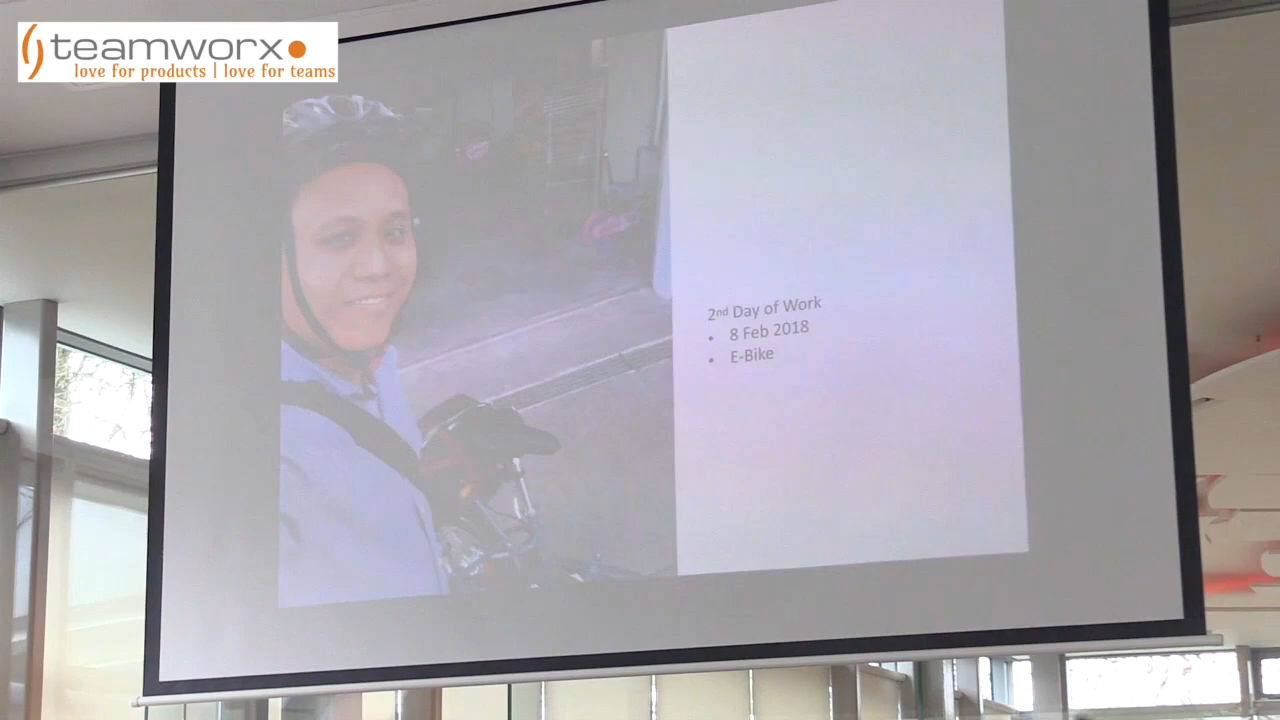 teamworx
love for products | love for teams
2nd Day of Work
• 8 Feb 2018
• E-Bike